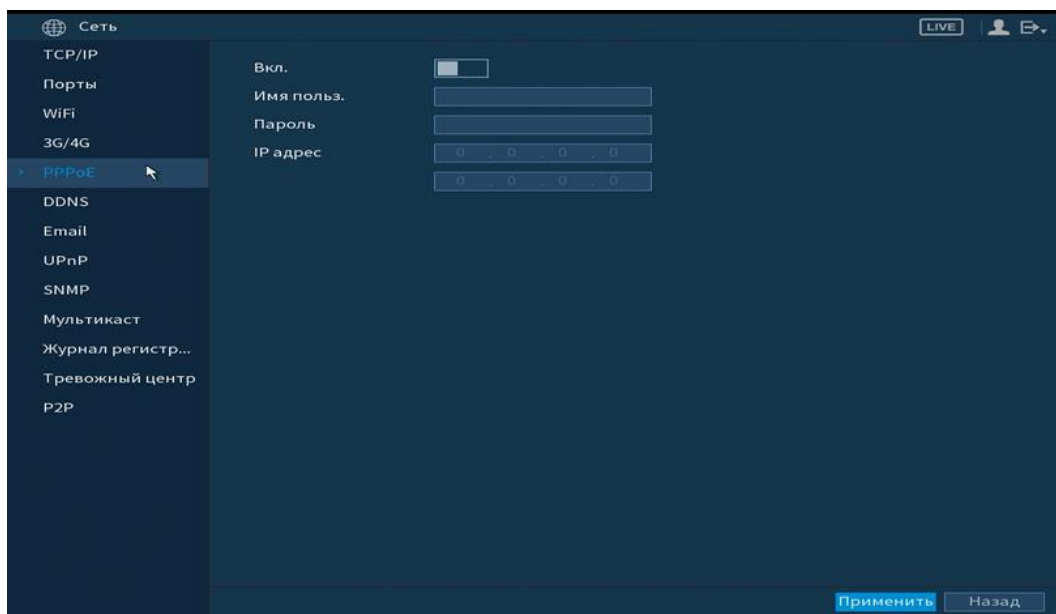 Сеть
LIVE
TCP/IP
Порты
WiFi
3G/4G
> PPPoE
DDNS
Email
UPnP
SNMP
Мультикаст
Журнал регистр...
Тревожный центр
P2P
Вкл.
Имя польз.
Пароль
IP адрес 0 . 0 . 0 . 0
0 . 0 . 0 . 0
Применить Назад